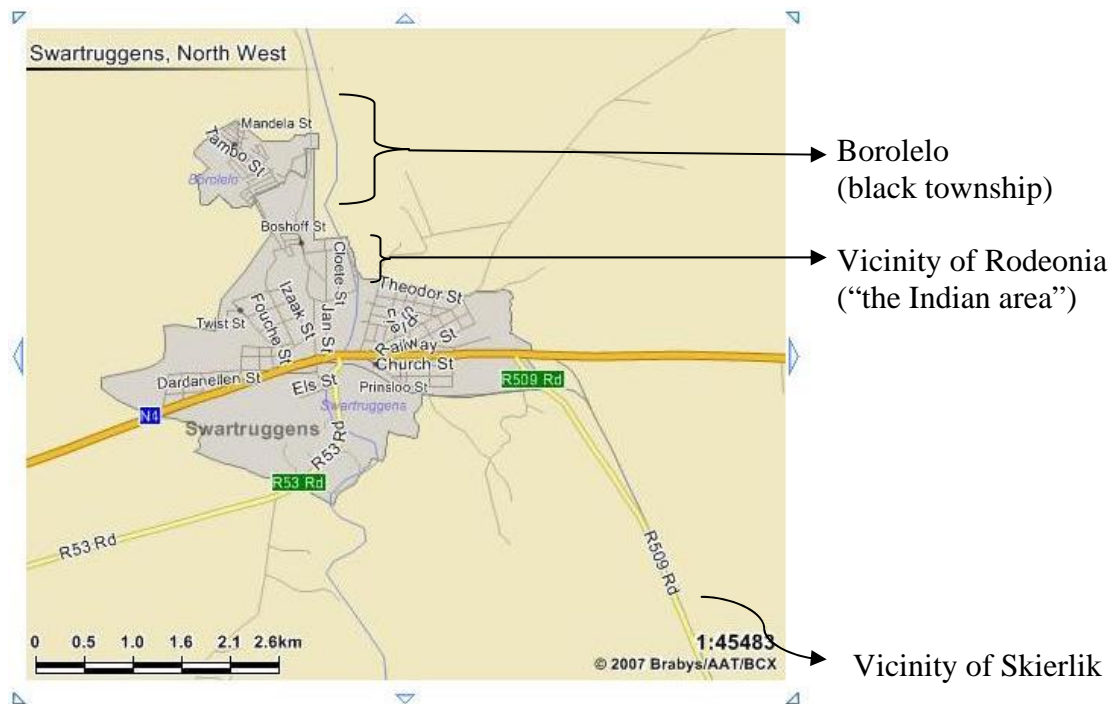 Swartruggens, North West
Mandela St
Tambo St
Borolelo
Borolelo
(black township)
Boshoff St
Cloete St
Vicinity of Rodeonia
(“the Indian area”)
Theodor St
Izaak St
Fouche St
Twist St
Jan St
Railway St
Church St
Dardanellen St
Els St
Prinsloo St
R509 Rd
N4
Swartruggens
Swartruggens
R53 Rd
R53 Rd
R53 Rd
R509 Rd
0 0.5 1.0 1.6 2.1 2.6km
1:45483
© 2007 Brabys/AAT/BCX
Vicinity of Skierlik